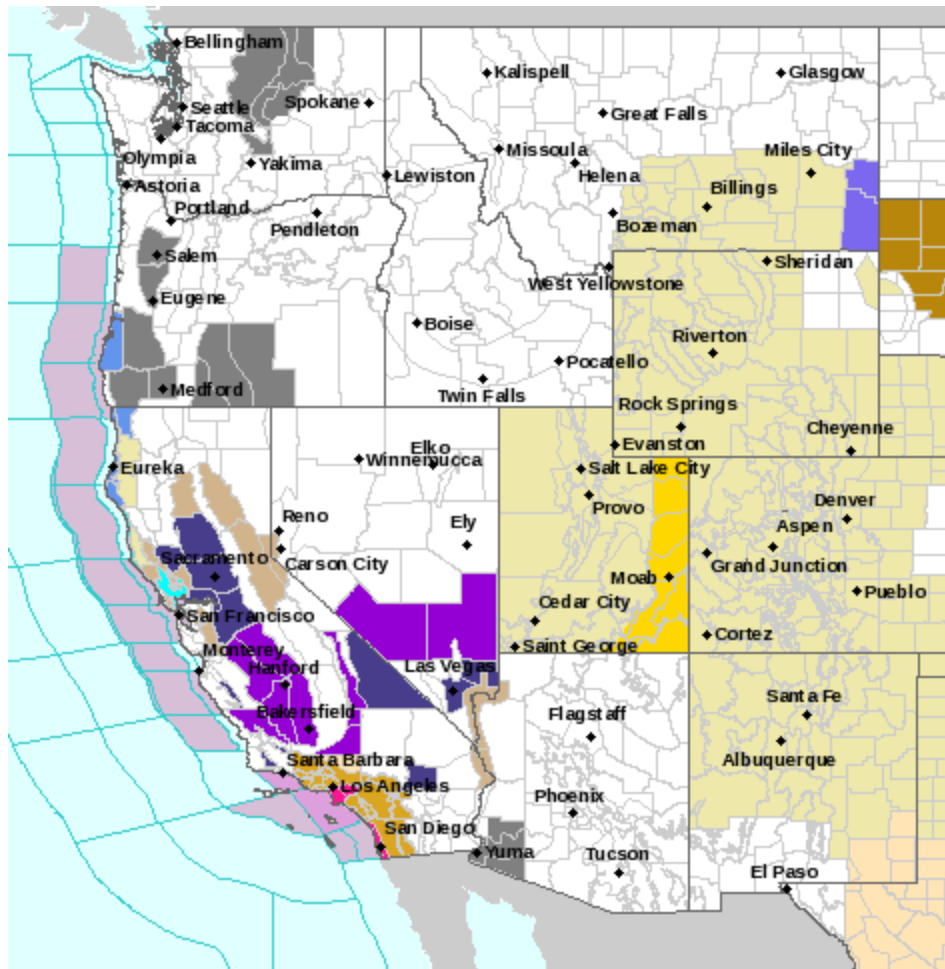 Bellingham
Kalispell
Glasgow
Seattle
Spokane
Great Falls
Tacoma
Olympia
Yakima
Missoula
Helena
Miles City
Astoria
Lewiston
Billings
Portland
Pendleton
Bozeman
Salem
Sheridan
West Yellowstone
Eugene
Boise
Riverton
Medford
Pocatello
Twin Falls
Rock Springs
Cheyenne
Evanston
Eureka
Elko
Winnemucca
Salt Lake City
Provo
Denver
Reno
Ely
Aspen
Sacramento
Carson City
Grand Junction
Moab
Pueblo
San Francisco
Cedar City
Saint George
Cortez
Monterey
Hanford
Las Vegas
Santa Fe
Bakersfield
Flagstaff
Albuquerque
Santa Barbara
Los Angeles
Phoenix
San Diego
Yuma
Tucson
El Paso